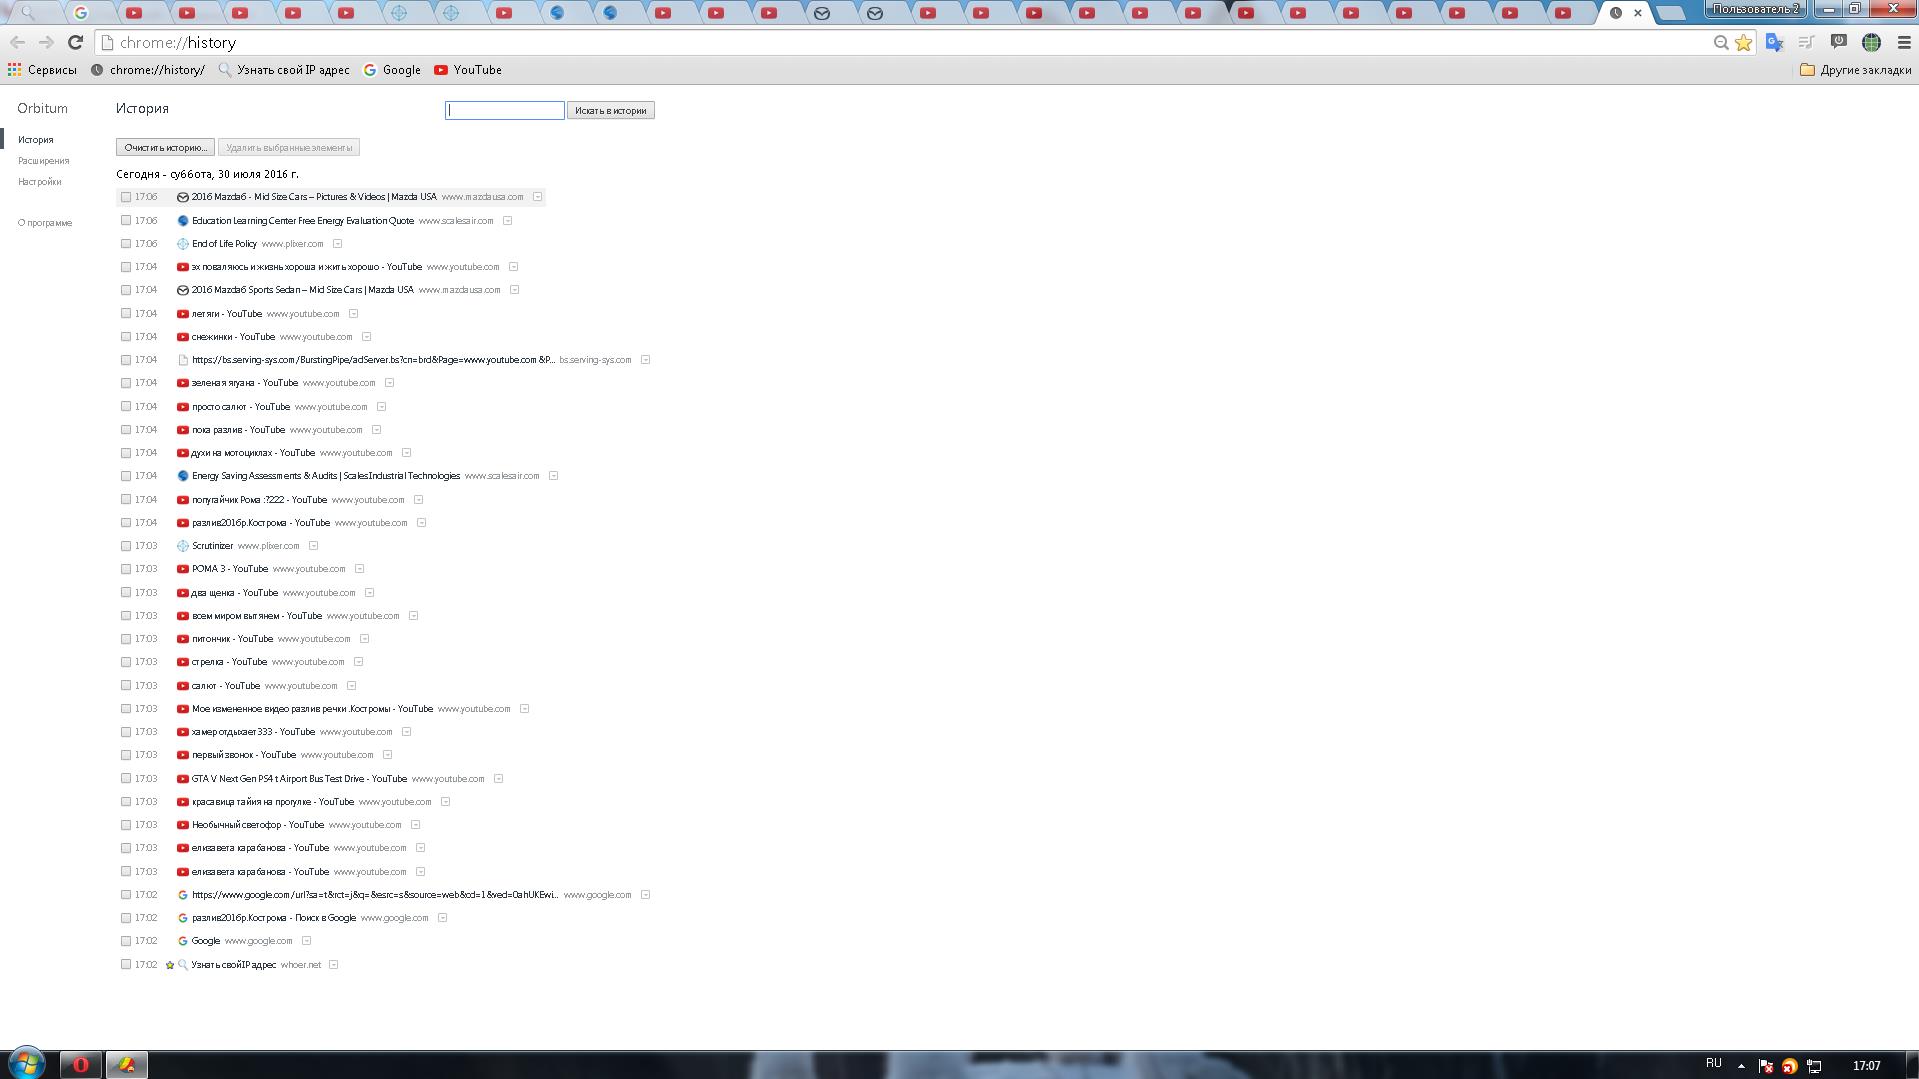 Пользователь 2
chrome://history
Сервисы chrome://history/ Узнать свой IP адрес Google YouTube Другие закладки
Orbitum История Искать в истории
История
Расширения
Настройки
О программе
Очистить историю... Удалить выбранные элементы
Сегодня - суббота, 30 июля 2016 г.
17:06 2016 Mazda6 - Mid Size Cars – Pictures & Videos | Mazda USA www.mazdausa.com
17:06 Education Learning Center Free Energy Evaluation Quote www.scalesair.com
17:06 End of Life Policy www.plixer.com
17:04 эх поваляюсь и жизнь хороша и жить хорошо - YouTube www.youtube.com
17:04 2016 Mazda6 Sports Sedan – Mid Size Cars | Mazda USA www.mazdausa.com
17:04 летяги - YouTube www.youtube.com
17:04 снежинки - YouTube www.youtube.com
17:04 https://bs.serving-sys.com/BurstingPipe/adServer.bs?cn=brd&Page=www.youtube.com&P... bs.serving-sys.com
17:04 зеленая ягуана - YouTube www.youtube.com
17:04 просто салют - YouTube www.youtube.com
17:04 пока разлив - YouTube www.youtube.com
17:04 духи на мотоциклах - YouTube www.youtube.com
17:04 Energy Saving Assessments & Audits | Scales Industrial Technologies www.scalesair.com
17:04 попугайчик Рома :?222 - YouTube www.youtube.com
17:04 разлив2016р.Кострома - YouTube www.youtube.com
17:03 Scrutinizer www.plixer.com
17:03 РОМА 3 - YouTube www.youtube.com
17:03 два щенка - YouTube www.youtube.com
17:03 всем миром вытянем - YouTube www.youtube.com
17:03 питончик - YouTube www.youtube.com
17:03 стрелка - YouTube www.youtube.com
17:03 салют - YouTube www.youtube.com
17:03 Мое измененное видео разлив речки .Костромы - YouTube www.youtube.com
17:03 хамер отдыхает333 - YouTube www.youtube.com
17:03 первый звонок - YouTube www.youtube.com
17:03 GTA V Next Gen PS4 t Airport Bus Test Drive - YouTube www.youtube.com
17:03 красавица тайия на прогулке - YouTube www.youtube.com
17:03 Необычный светофор - YouTube www.youtube.com
17:03 елизавета карабанова - YouTube www.youtube.com
17:03 елизавета карабанова - YouTube www.youtube.com
17:02 https://www.google.com/url?sa=t&rct=j&q=&esrc=s&source=web&cd=1&ved=0ahUKEwi... www.google.com
17:02 разлив2016р.Кострома - Поиск в Google www.google.com
17:02 Google www.google.com
17:02 Узнать свой IP адрес whoer.net
RU 17:07